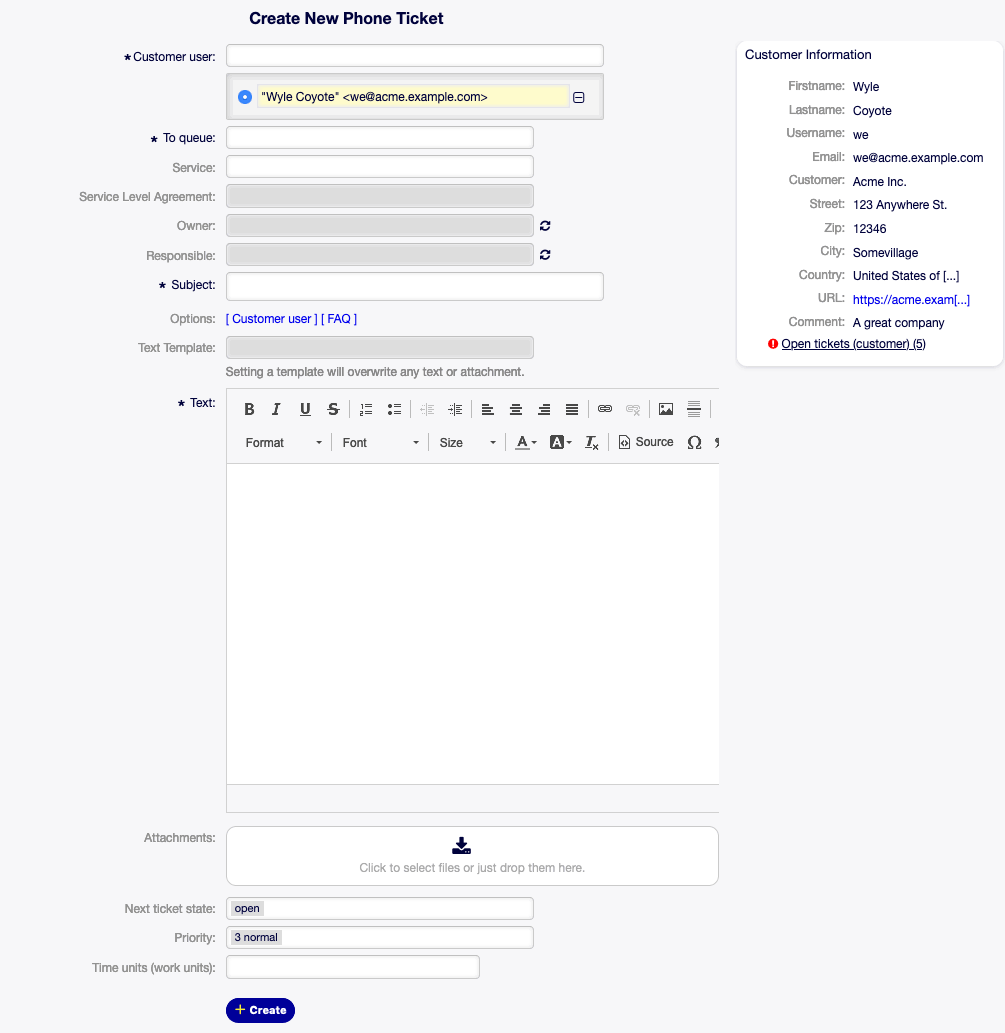 Create New Phone Ticket
* Customer user:
"Wyle Coyote" <we@acme.example.com>
* To queue:
Service:
Service Level Agreement:
Owner:
Responsible:
* Subject:
Options: [ Customer user ] [ FAQ ]
Text Template:
Setting a template will overwrite any text or attachment.
* Text:
B I U S
Format Font Size A A Tx Source Ω
Attachments:
Click to select files or just drop them here.
Next ticket state: open
Priority: 3 normal
Time units (work units):
+ Create
Customer Information
Firstname: Wyle
Lastname: Coyote
Username: we
Email: we@acme.example.com
Customer: Acme Inc.
Street: 123 Anywhere St.
Zip: 12346
City: Somevillage
Country: United States of [...]
URL: https://acme.exam[...]
Comment: A great company
Open tickets (customer) (5)